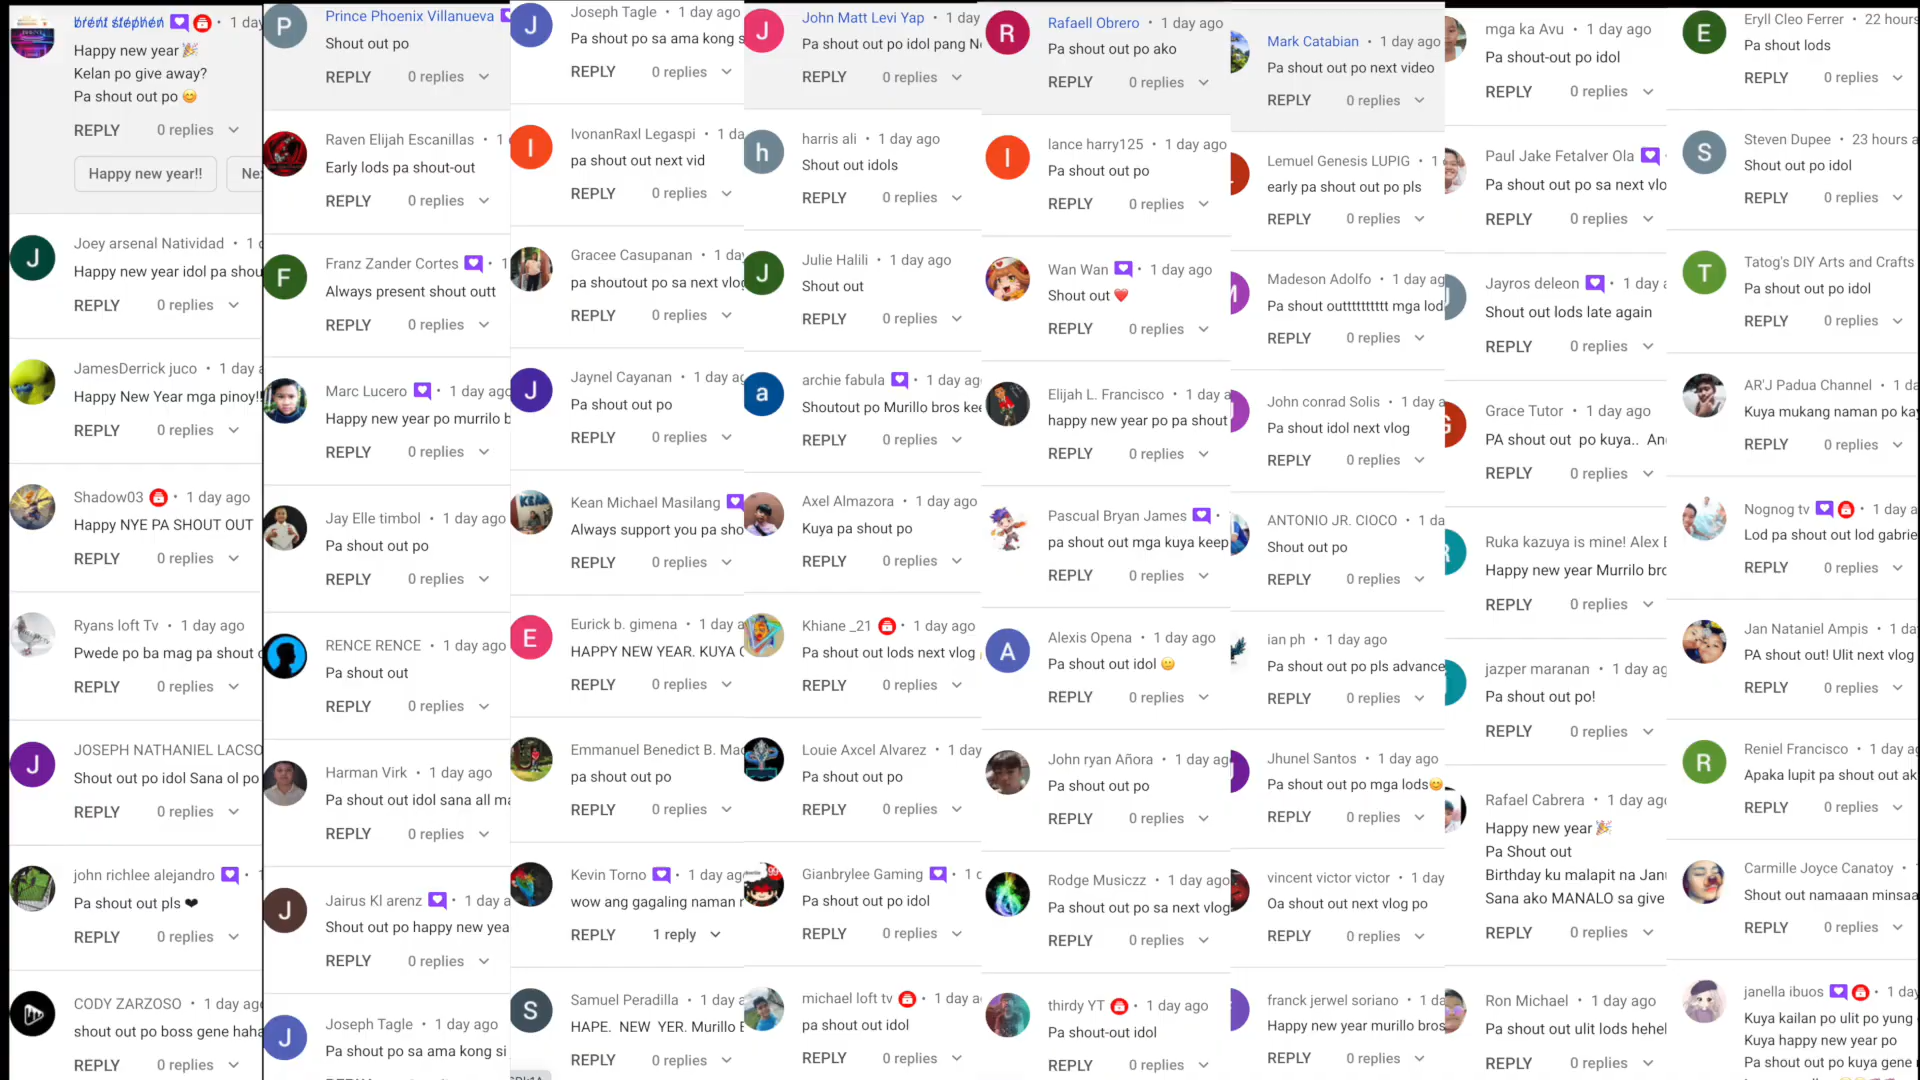 brent stephen • 1 day
Happy new year 🎉
Kelan po give away?
Pa shout out po 😊
REPLY 0 replies
Happy new year!!
Joey arsenal Natividad • 1
Happy new year idol pa shou
REPLY 0 replies
JamesDerrick juco • 1 day a
Happy New Year mga pinoy!!
REPLY 0 replies
Shadow03 • 1 day ago
Happy NYE PA SHOUT OUT
REPLY 0 replies
Ryans loft Tv • 1 day ago
Pwede po ba mag pa shout
REPLY 0 replies
J
JOSEPH NATHANIEL LACSO
Shout out po idol Sana ol po
REPLY 0 replies
john richlee alejandro • 1
Pa shout out pls ❤
REPLY 0 replies
CODY ZARZOSO • 1 day ago
shout out po boss gene haha
REPLY 0 replies
P
Prince Phoenix Villanueva
Shout out po
REPLY 0 replies
Raven Elijah Escanillas • 1
Early lods pa shout-out
REPLY 0 replies
F
Franz Zander Cortes • 1
Always present shout outt
REPLY 0 replies
Marc Lucero • 1 day ago
Happy new year po murrilo b
REPLY 0 replies
Jay Elle timbol • 1 day ago
Pa shout out po
REPLY 0 replies
RENCE RENCE • 1 day ago
Pa shout out
REPLY 0 replies
Harman Virk • 1 day ago
Pa shout out idol sana all ma
REPLY 0 replies
J
Jairus Kl arenz • 1 day a
Shout out po happy new yea
REPLY 0 replies
J
Joseph Tagle • 1 day ago
Pa shout po sa ama kong si
J
Joseph Tagle • 1 day ago
Pa shout po sa ama kong s
REPLY 0 replies
I
IvonanRaxl Legaspi • 1 da
pa shout out next vid
REPLY 0 replies
Gracee Casupanan • 1 day
pa shoutout po sa next vlog
REPLY 0 replies
J
Jaynel Cayanan • 1 day ag
Pa shout out po
REPLY 0 replies
Kean Michael Masilang
Always support you pa sho
REPLY 0 replies
E
Eurick b. gimena • 1 day a
HAPPY NEW YEAR. KUYA
REPLY 0 replies
Emmanuel Benedict B. Mac
pa shout out po
REPLY 0 replies
Kevin Torno • 1 day ag
wow ang gagaling naman
REPLY 1 reply
S
Samuel Peradilla • 1 day a
HAPE. NEW YER. Murillo
REPLY 0 replies
J
John Matt Levi Yap • 1 day
Pa shout out po idol pang
REPLY 0 replies
h
harris ali • 1 day ago
Shout out idols
REPLY 0 replies
J
Julie Halili • 1 day ago
Shout out
REPLY 0 replies
a
archie fabula • 1 day ag
Shoutout po Murillo bros kee
REPLY 0 replies
Axel Almazora • 1 day ago
Kuya pa shout po
REPLY 0 replies
Khiane _21 • 1 day ago
Pa shout out lods next vlog
REPLY 0 replies
Louie Axcel Alvarez • 1 day
Pa shout out po
REPLY 0 replies
Gianbrylee Gaming • 1
Pa shout out po idol
REPLY 0 replies
michael loft tv • 1 day a
pa shout out idol
REPLY 0 replies
R
Rafaell Obrero • 1 day ago
Pa shout out po ako
REPLY 0 replies
l
lance harry125 • 1 day ago
Pa shout out po
REPLY 0 replies
Wan Wan • 1 day ago
Shout out ❤️
REPLY 0 replies
Elijah L. Francisco • 1 day a
happy new year po pa shout
REPLY 0 replies
Pascual Bryan James •
pa shout out mga kuya keep
REPLY 0 replies
A
Alexis Opena • 1 day ago
Pa shout out idol 😀
REPLY 0 replies
John ryan Añora • 1 day ag
Pa shout out po
REPLY 0 replies
Rodge Musiczz • 1 day ago
Pa shout out po sa next vlog
REPLY 0 replies
thirdy YT • 1 day ago
Pa shout-out idol
REPLY 0 replies
Mark Catabian • 1 day ago
Pa shout out po next video
REPLY 0 replies
Lemuel Genesis LUPIG • 1
early pa shout out po pls
REPLY 0 replies
Madeson Adolfo • 1 day ag
Pa shout outttttttttt mga lod
REPLY 0 replies
John conrad Solis • 1 day a
Pa shout idol next vlog
REPLY 0 replies
ANTONIO JR. CIOCO • 1 da
Shout out po
REPLY 0 replies
ian ph • 1 day ago
Pa shout out po pls advance
REPLY 0 replies
Jhunel Santos • 1 day ago
Pa shout out po mga lods😊
REPLY 0 replies
vincent victor victor • 1 day
Oa shout out next vlog po
REPLY 0 replies
franck jerwel soriano • 1 da
Happy new year murillo bros
REPLY 0 replies
mga ka Avu • 1 day ago
Pa shout-out po idol
REPLY 0 replies
Paul Jake Fetalver Ola •
Pa shout out po sa next vlo
REPLY 0 replies
Jayros deleon • 1 day a
Shout out lods late again
REPLY 0 replies
Grace Tutor • 1 day ago
PA shout out po kuya.. An
REPLY 0 replies
Ruka kazuya is mine! Alex
Happy new year Murrilo bro
REPLY 0 replies
jazper maranan • 1 day ag
Pa shout out po!
REPLY 0 replies
Rafael Cabrera • 1 day ago
Happy new year 🎉
Pa Shout out
Birthday ku malapit na Janu
Sana ako MANALO sa give
REPLY 0 replies
Ron Michael • 1 day ago
Pa shout out ulit lods hehe
REPLY 0 replies
E
Eryll Cleo Ferrer • 22 hours
Pa shout lods
REPLY 0 replies
S
Steven Dupee • 23 hours a
Shout out po idol
REPLY 0 replies
T
Tatog's DIY Arts and Crafts
Pa shout out po idol
REPLY 0 replies
AR'J Padua Channel • 1 da
Kuya mukang naman po kay
REPLY 0 replies
Nognog tv • 1 day a
Lod pa shout out lod gabrie
REPLY 0 replies
Jan Nataniel Ampis • 1 da
PA shout out! Ulit next vlog
REPLY 0 replies
R
Reniel Francisco • 1 day ag
Apaka lupit pa shout out ak
REPLY 0 replies
Carmille Joyce Canatoy •
Shout out namaaan minsaa
REPLY 0 replies
janella ibuos • 1 day
Kuya kailan po ulit po yung
Kuya happy new year po
Pa shout out po kuya gene